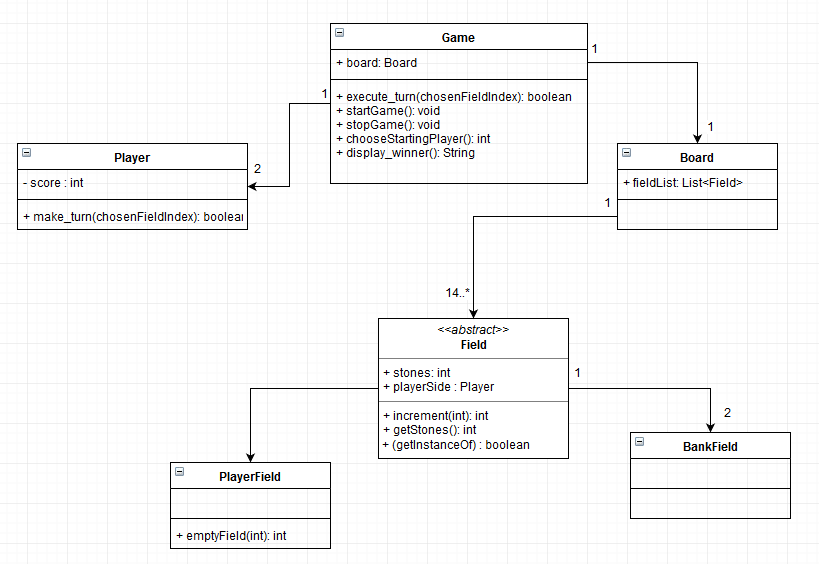 Game
+ board: Board
+ execute_turn(chosenFieldIndex): boolean
+ startGame(): void
+ stopGame(): void
+ chooseStartingPlayer(): int
+ display_winner(): String
1
1
1
2
Player
- score : int
+ make_turn(chosenFieldIndex): boolean
Board
+ fieldList: List<Field>
1
14..*
<<abstract>>
Field
+ stones: int
+ playerSide : Player
+ increment(int): int
+ getStones(): int
+ (getInstanceOf) : boolean
1
2
BankField
PlayerField
+ emptyField(int): int